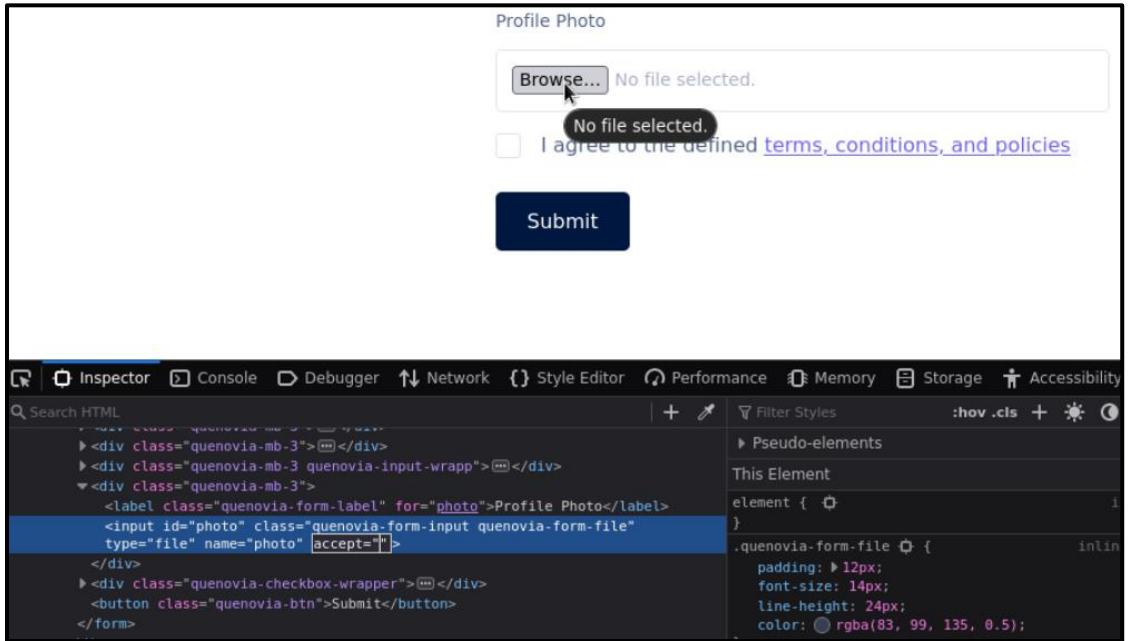 Profile Photo
Browse... No file selected.
No file selected.
I agree to the defined terms, conditions, and policies
Submit
Inspector Console Debugger Network Style Editor Performance Memory Storage Accessibility
Search HTML
Filter Styles :hov .cls
<div class="quenovia-mb-3"></div>
<div class="quenovia-mb-3 quenovia-input-wrapp"></div>
<div class="quenovia-mb-3">
<label class="quenovia-form-label" for="photo">Profile Photo</label>
<input id="photo" class="quenovia-form-input quenovia-form-file"
type="file" name="photo" accept="">
</div>
<div class="quenovia-checkbox-wrapper"></div>
<button class="quenovia-btn">Submit</button>
</form>
Pseudo-elements
This Element
element {
}
.quenovia-form-file { inlin
padding: 12px;
font-size: 14px;
line-height: 24px;
color: rgba(83, 99, 135, 0.5);